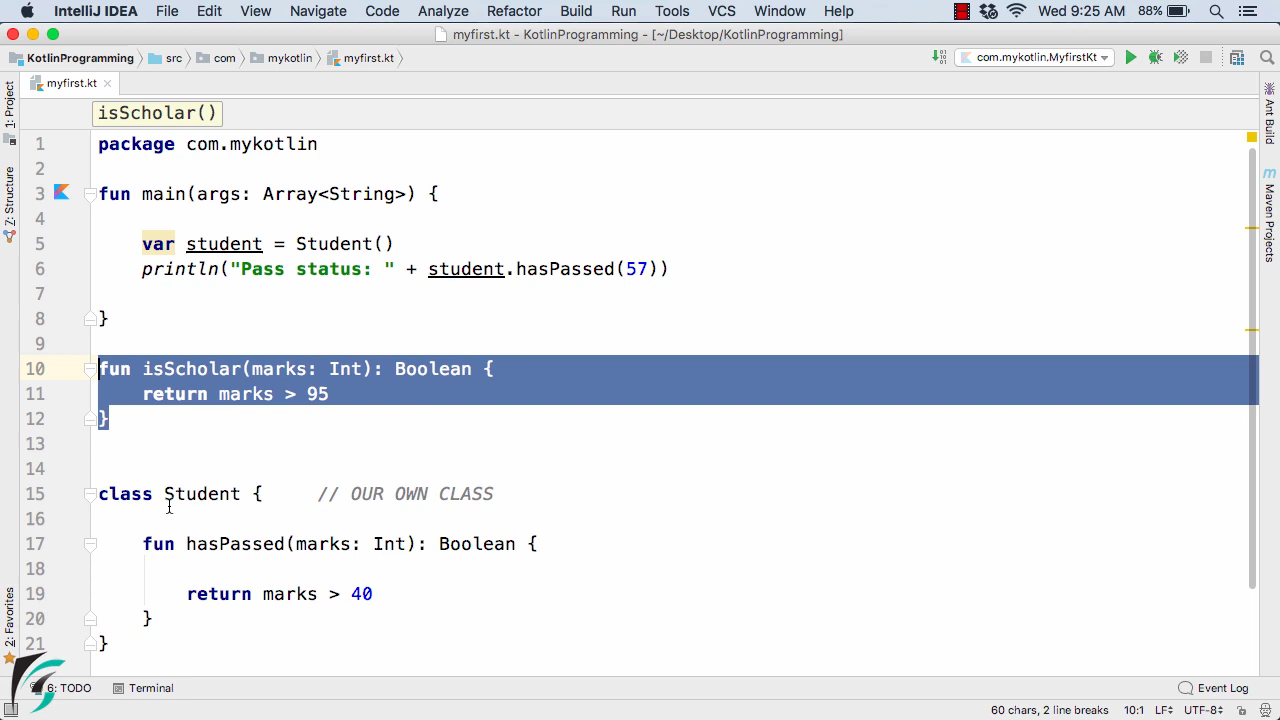 IntelliJ IDEA File Edit View Navigate Code Analyze Refactor Build Run Tools VCS Window Help Wed 9:25 AM 88%
myfirst.kt - KotlinProgramming - [~/Desktop/KotlinProgramming]
KotlinProgramming src com mykotlin myfirst.kt com.mykotlin.MyfirstKt
myfirst.kt
isScholar()
1 package com.mykotlin
2
3 fun main(args: Array<String>) {
4
5 var student = Student()
6 println("Pass status: " + student.hasPassed(57))
7
8 }
9
10 fun isScholar(marks: Int): Boolean {
11 return marks > 95
12 }
13
14
15 class Student { // OUR OWN CLASS
16
17 fun hasPassed(marks: Int): Boolean {
18
19 return marks > 40
20 }
21 }
1: Project
7: Structure
2: Favorites
Ant Build
m
Maven Projects
6: TODO Terminal Event Log
60 chars, 2 line breaks 10:1 LF UTF-8